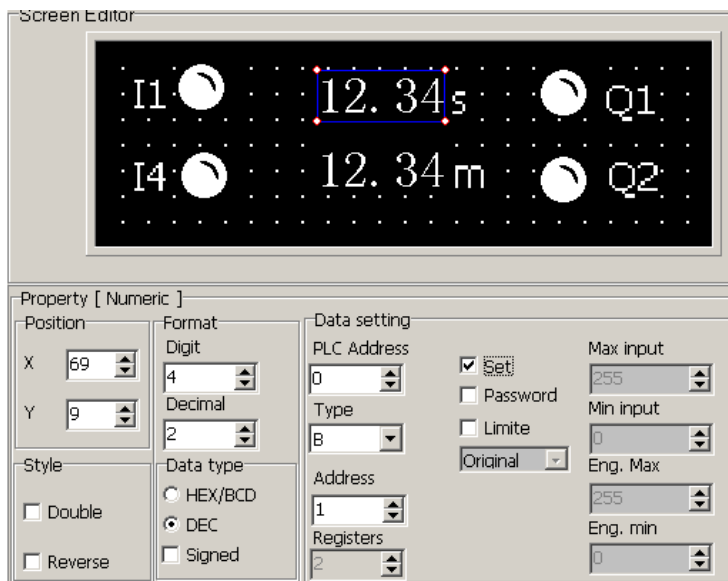 Screen Editor
I1 12.34s Q1
I4 12.34m Q2
Property [ Numeric ]
Position
X 69
Y 9
Format
Digit
4
Decimal
2
Data setting
PLC Address
0
Type
B
Address
1
Registers
2
Set
Password
Limite
Original
Max input
255
Min input
0
Eng. Max
255
Eng. min
0
Style
Double
Reverse
Data type
HEX/BCD
DEC
Signed